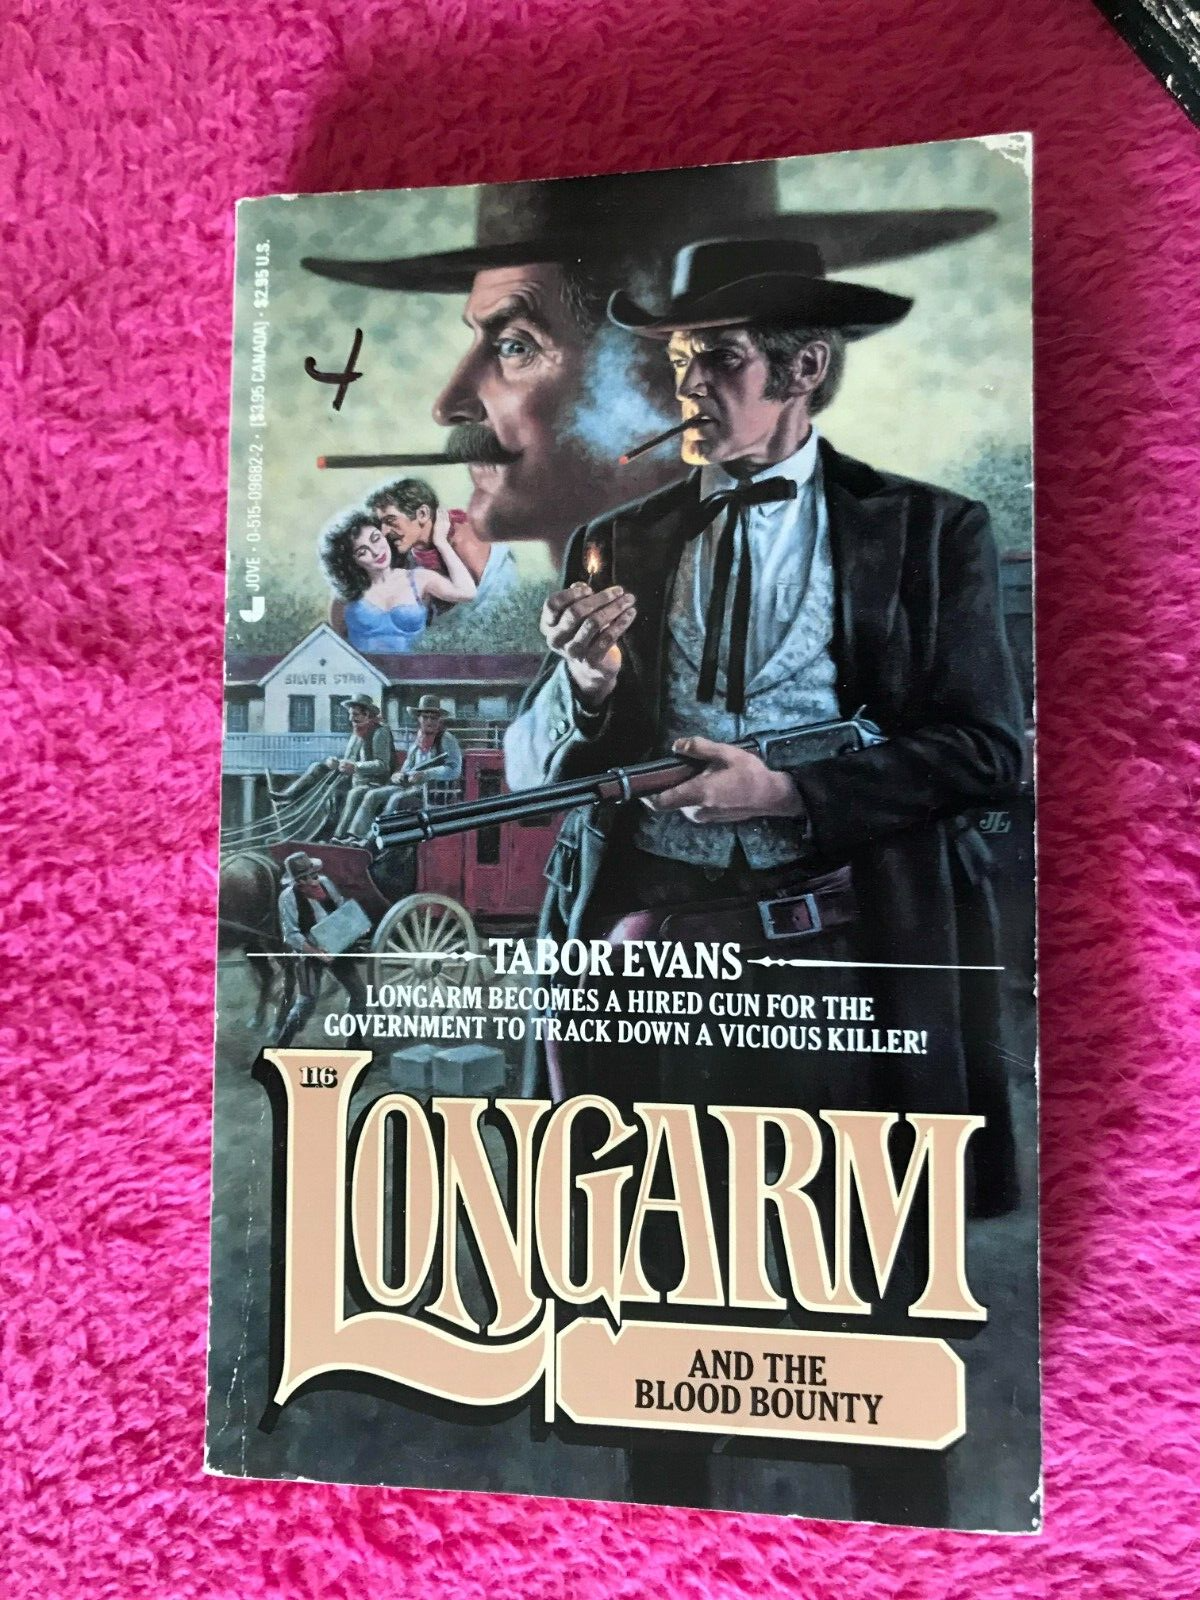 JOVE · 0-515-09682-2 · [$3.95 CANADA] · $2.95 U.S.
4
SILVER STAR
JL
TABOR EVANS
LONGARM BECOMES A HIRED GUN FOR THE
GOVERNMENT TO TRACK DOWN A VICIOUS KILLER!
116
LONGARM
AND THE
BLOOD BOUNTY